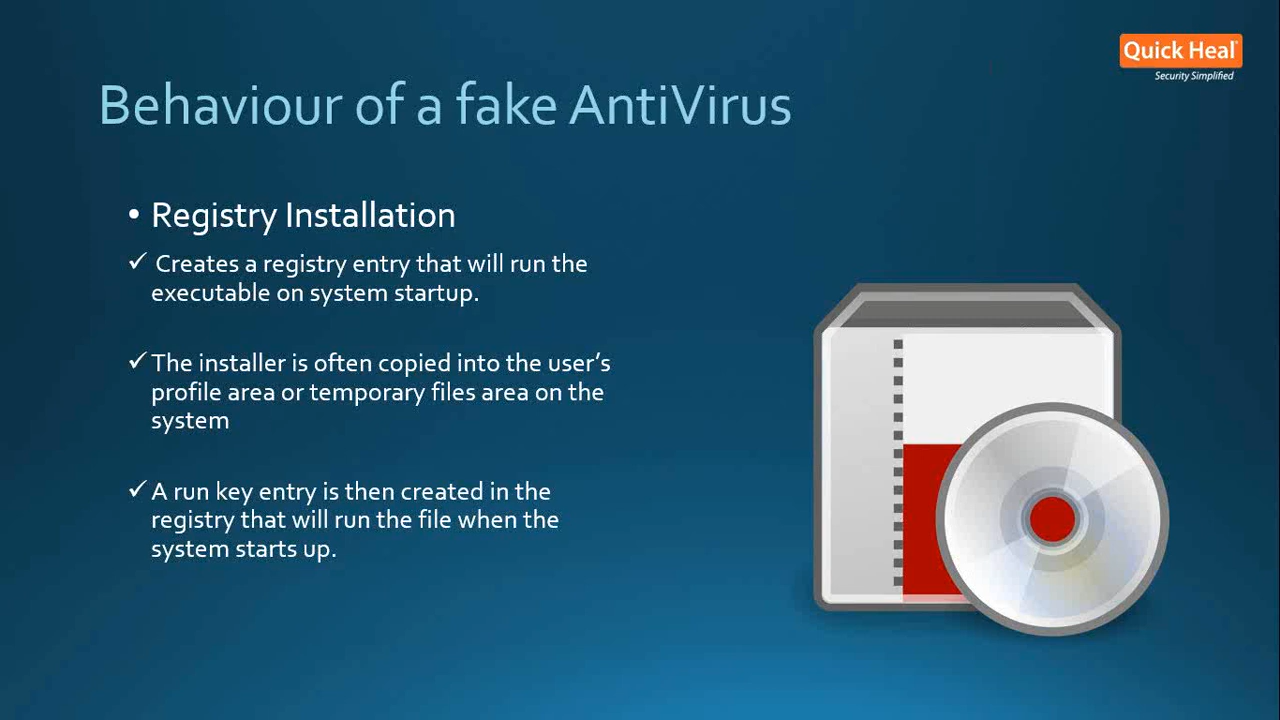 Quick Heal
Security Simplified
Behaviour of a fake AntiVirus
• Registry Installation
✓ Creates a registry entry that will run the
executable on system startup.
✓ The installer is often copied into the user’s
profile area or temporary files area on the
system
✓ A run key entry is then created in the
registry that will run the file when the
system starts up.